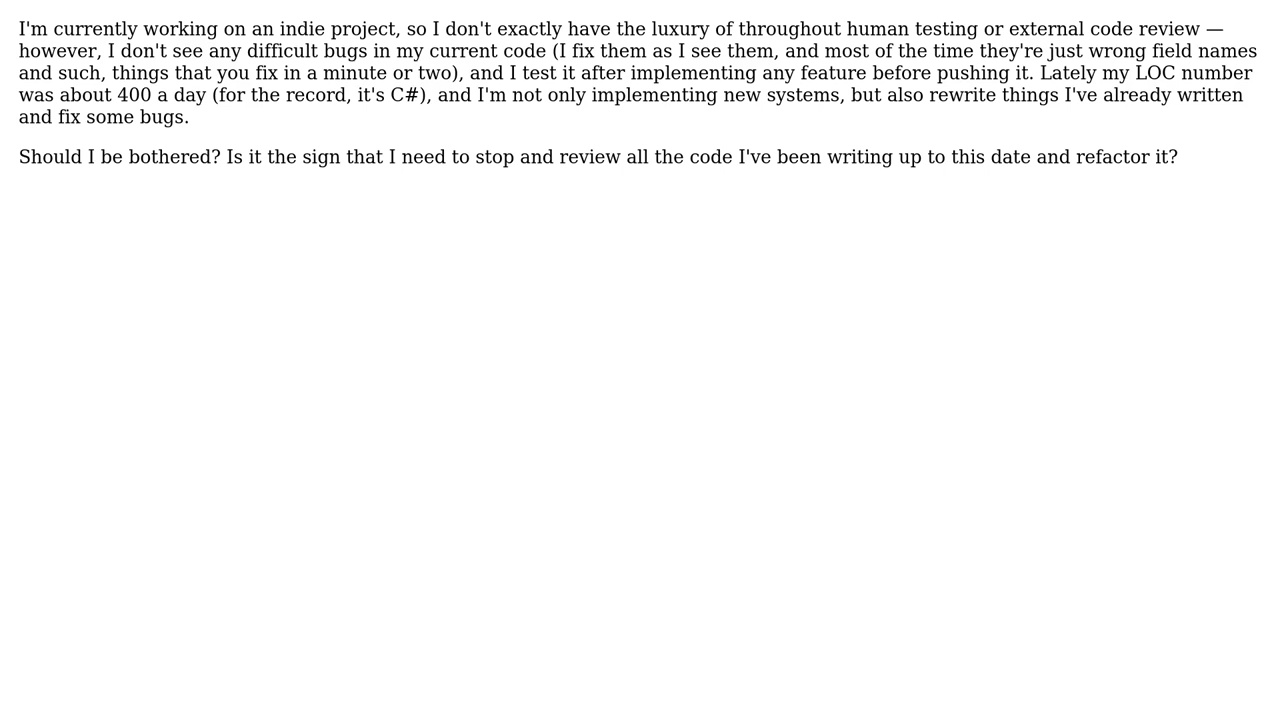 I'm currently working on an indie project, so I don't exactly have the luxury of throughout human testing or external code review —
however, I don't see any difficult bugs in my current code (I fix them as I see them, and most of the time they're just wrong field names
and such, things that you fix in a minute or two), and I test it after implementing any feature before pushing it. Lately my LOC number
was about 400 a day (for the record, it's C#), and I'm not only implementing new systems, but also rewrite things I've already written
and fix some bugs.
Should I be bothered? Is it the sign that I need to stop and review all the code I've been writing up to this date and refactor it?